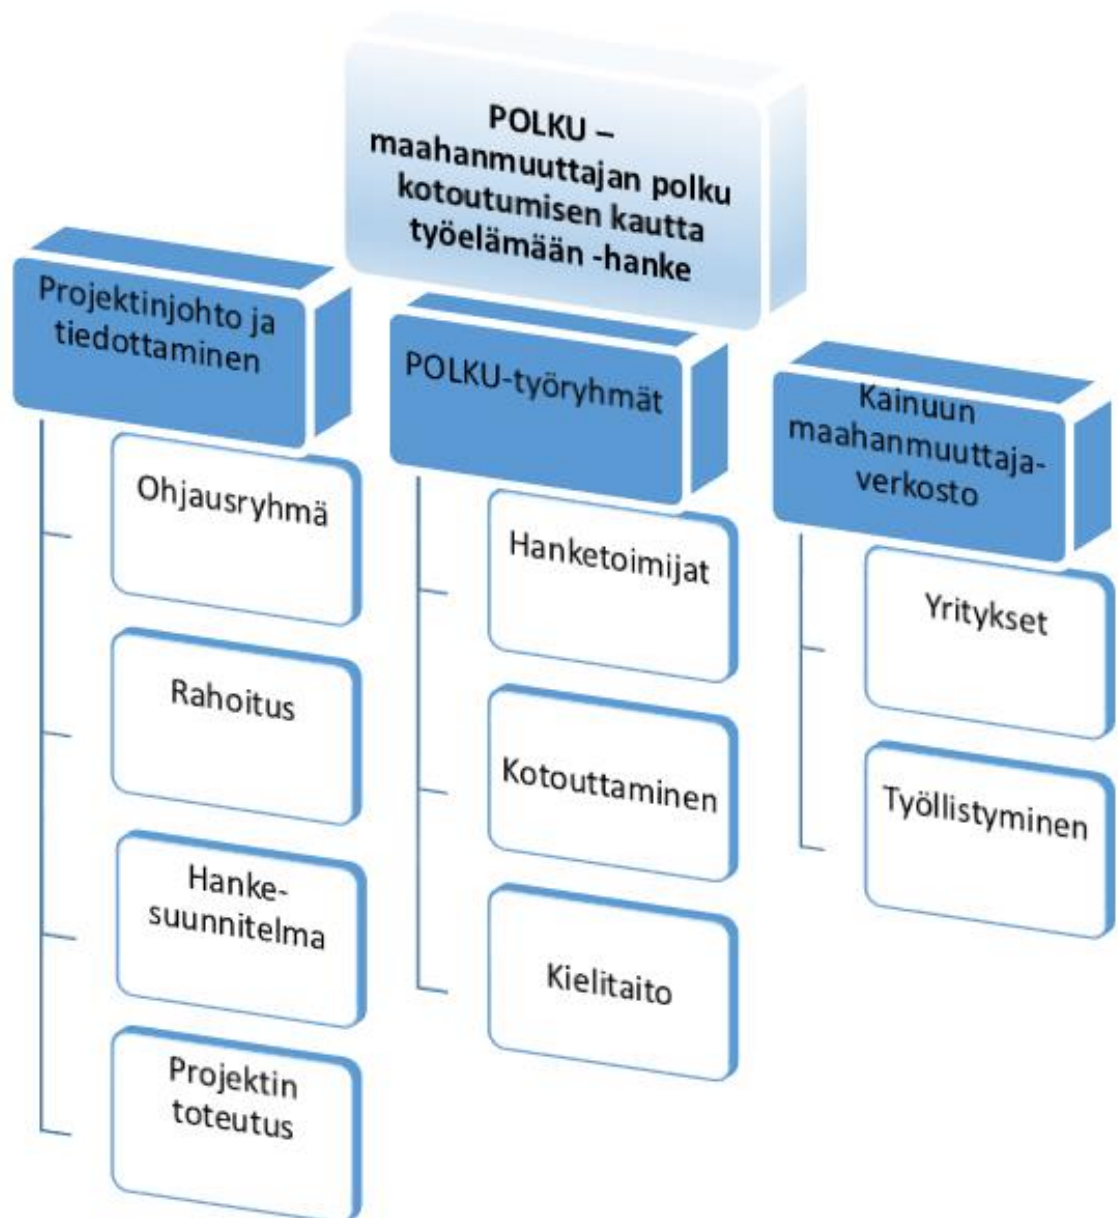 POLKU –
maahanmuuttajan polku
kotoutumisen kautta
työelämään -hanke
Projektinjohto ja
tiedottaminen
Ohjausryhmä
Rahoitus
Hanke-
suunnitelma
Projektin
toteutus
POLKU-työryhmät
Hanketoimijat
Kotouttaminen
Kielitaito
Kainuun
maahanmuuttaja-
verkosto
Yritykset
Työllistyminen